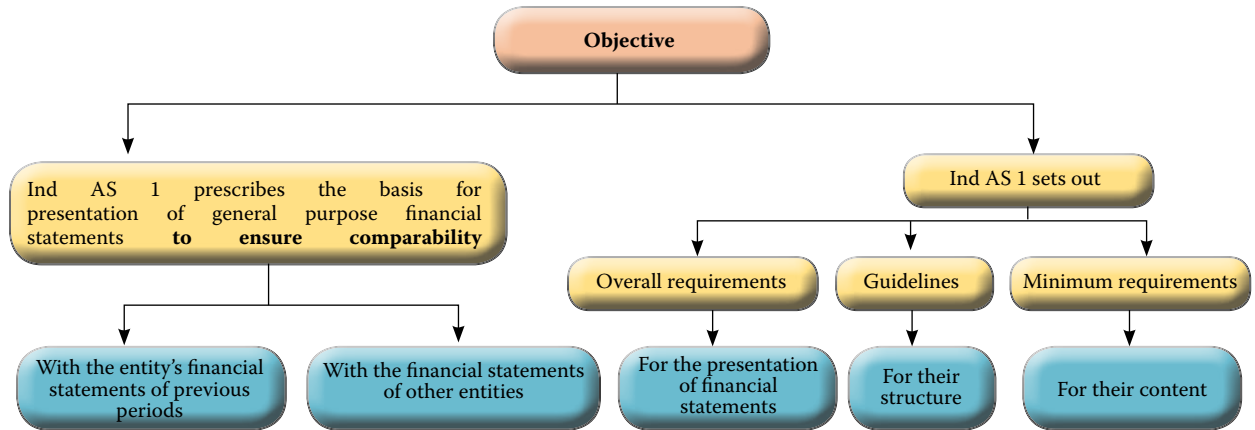 Objective
Ind AS 1 prescribes the basis for
presentation of general purpose financial
statements to ensure comparability
Ind AS 1 sets out
Overall requirements
Guidelines
Minimum requirements
With the entity's financial
statements of previous
periods
With the financial statements
of other entities
For the presentation
of financial
statements
For their
structure
For their content